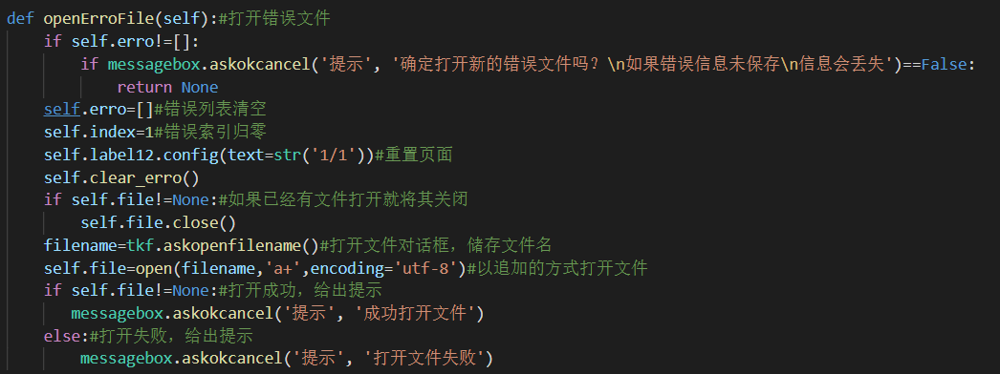 def openErroFile(self):#打开错误文件
    if self.erro!=[]:
        if messagebox.askokcancel('提示', '确定打开新的错误文件吗？\n如果错误信息未保存\n信息会丢失')==False:
            return None
    self.erro=[]#错误列表清空
    self.index=1#错误索引归零
    self.label12.config(text=str('1/1'))#重置页面
    self.clear_erro()
    if self.file!=None:#如果已经有文件打开就将其关闭
        self.file.close()
    filename=tkf.askopenfilename()#打开文件对话框，储存文件名
    self.file=open(filename,'a+',encoding='utf-8')#以追加的方式打开文件
    if self.file!=None:#打开成功，给出提示
       messagebox.askokcancel('提示', '成功打开文件')
    else:#打开失败，给出提示
        messagebox.askokcancel('提示', '打开文件失败')